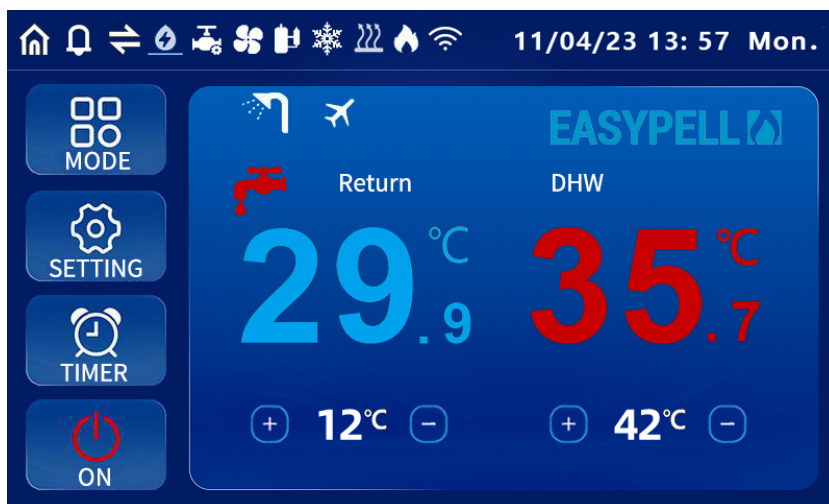 11/04/23 13: 57 Mon.
MODE
EASYPELL
Return DHW
SETTING
29.9 °C 35.7 °C
TIMER
+ 12°C − + 42°C −
ON